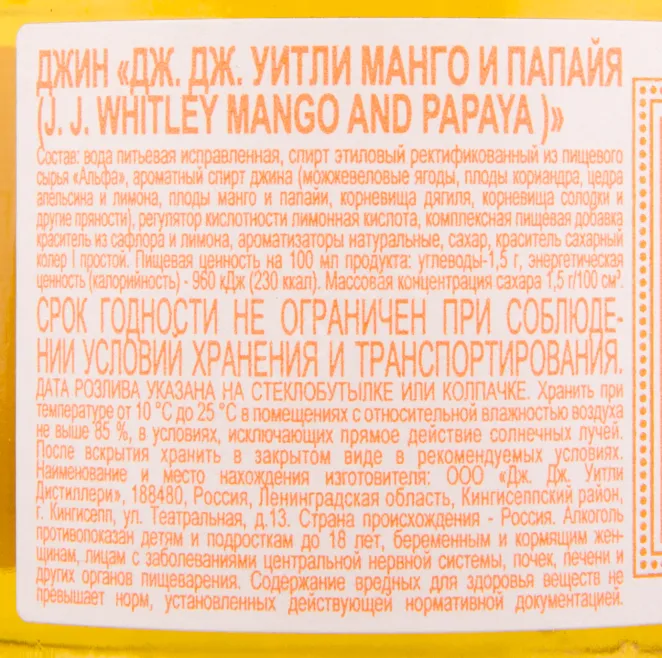 ДЖИН «ДЖ. ДЖ. УИТЛИ МАНГО И ПАПАЙЯ
(J. J. WHITLEY MANGO AND PAPAYA )»
Состав: вода питьевая исправленная, спирт этиловый ректификованный из пищевого
сырья «Альфа», ароматный спирт джина (можжевеловые ягоды, плоды кориандра, цедра
апельсина и лимона, плоды манго и папайи, корневища дягиля, корневища солодки и
другие пряности), регулятор кислотности лимонная кислота, комплексная пищевая добавка
краситель из сафлора и лимона, ароматизаторы натуральные, сахар, краситель сахарный
колер I простой. Пищевая ценность на 100 мл продукта: углеводы-1,5 г, энергетическая
ценность (калорийность) - 960 кДж (230 ккал). Массовая концентрация сахара 1,5 г/100 см³.
СРОК ГОДНОСТИ НЕ ОГРАНИЧЕН ПРИ СОБЛЮДЕ-
НИИ УСЛОВИЙ ХРАНЕНИЯ И ТРАНСПОРТИРОВАНИЯ.
ДАТА РОЗЛИВА УКАЗАНА НА СТЕКЛОБУТЫЛКЕ ИЛИ КОЛПАЧКЕ. Хранить при
температуре от 10 °С до 25 °С в помещениях с относительной влажностью воздуха
не выше 85 %, в условиях, исключающих прямое действие солнечных лучей.
После вскрытия хранить в закрытом виде в рекомендуемых условиях.
Наименование и место нахождения изготовителя: ООО «Дж. Дж. Уитли
Дистиллери», 188480, Россия, Ленинградская область, Кингисеппский район,
г. Кингисепп, ул. Театральная, д.13. Страна происхождения - Россия. Алкоголь
противопоказан детям и подросткам до 18 лет, беременным и кормящим жен-
щинам, лицам с заболеваниями центральной нервной системы, почек, печени и
других органов пищеварения. Содержание вредных для здоровья веществ не
превышает норм, установленных действующей нормативной документацией.